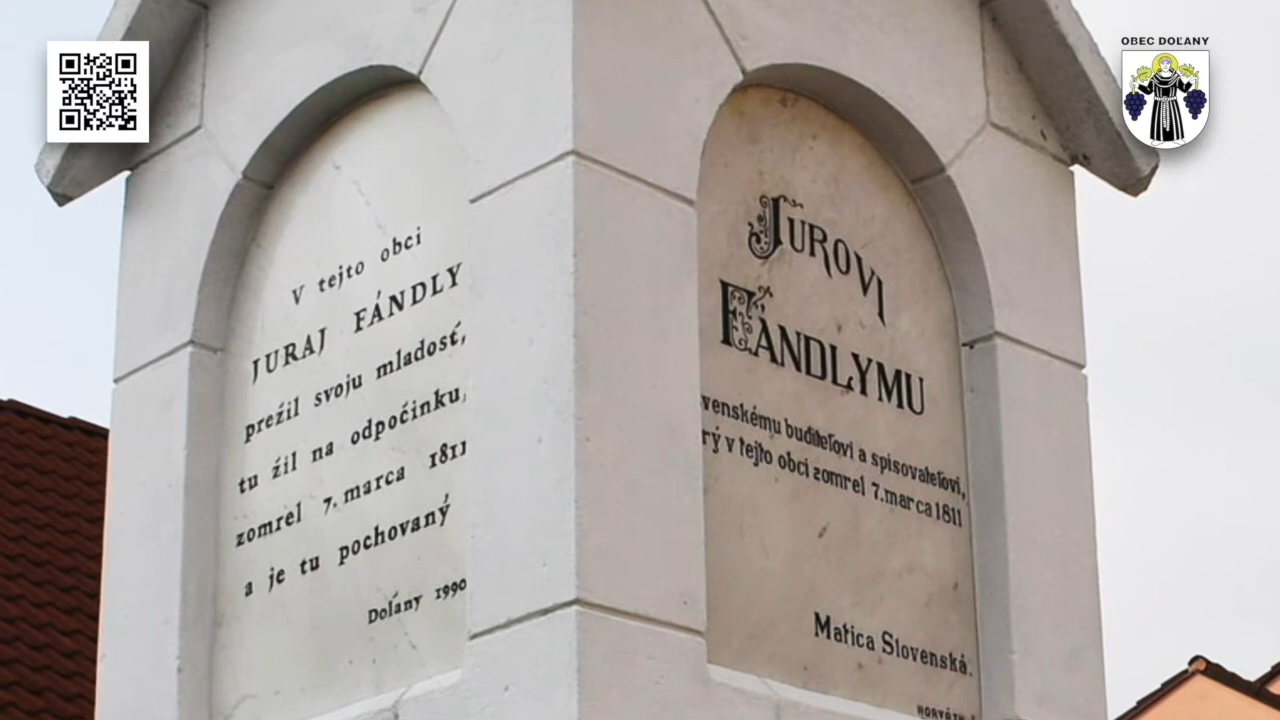 OBEC DOĽANY
V tejto obci
JURAJ FÁNDLY
prežil svoju mladosť,
tu žil na odpočinku,
zomrel 7. marca 1811
a je tu pochovaný
Doľany 1990
JUROVI
FÁNDLYMU
venskému buditeľovi a spisovateľovi,
rý v tejto obci zomrel 7. marca 1811
Matica Slovenská.